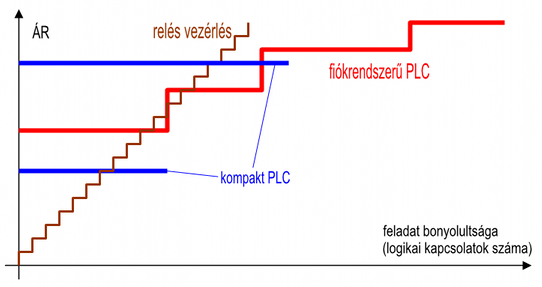 ÁR
relés vezérlés
fiókrendszerű PLC
kompakt PLC
feladat bonyolultsága
(logikai kapcsolatok száma)